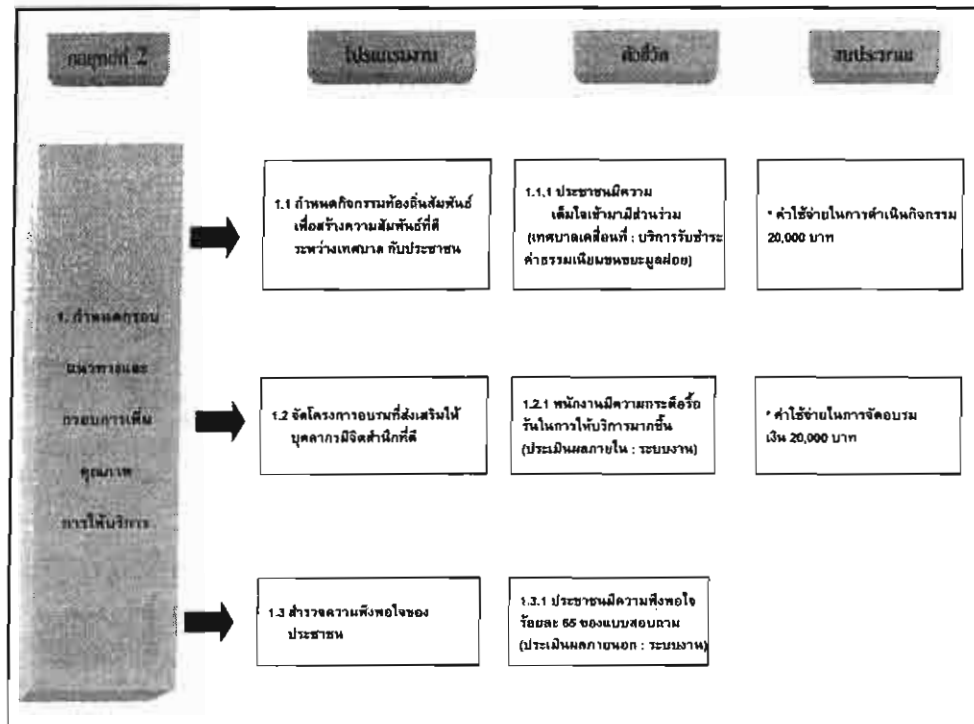 กลยุทธ์ที่ 2
โปรแกรมงาน
ตัวชี้วัด
งบประมาณ
1. กำหนดกรอบ
แนวทางและ
กรอบการเพิ่ม
คุณภาพ
การให้บริการ
1.1 กำหนดกิจกรรมท้องถิ่นสัมพันธ์
เพื่อสร้างความสัมพันธ์ที่ดี
ระหว่างเทศบาล กับประชาชน
1.1.1 ประชาชนมีความ
เต็มใจเข้ามามีส่วนร่วม
(เทศบาลเคลื่อนที่ : บริการรับชำระ
ค่าธรรมเนียมขนขยะมูลฝอย)
* ค่าใช้จ่ายในการดำเนินกิจกรรม
20,000 บาท
1.2 จัดโครงการอบรมที่ส่งเสริมให้
บุคลากรมีจิตสำนึกที่ดี
1.2.1 พนักงานมีความกระตือรือ
ร้นในการให้บริการมากขึ้น
(ประเมินผลภายใน : ระบบงาน)
* ค่าใช้จ่ายในการจัดอบรม
เงิน 20,000 บาท
1.3 สำรวจความพึงพอใจของ
ประชาชน
1.3.1 ประชาชนมีความพึงพอใจ
ร้อยละ 65 ของแบบสอบถาม
(ประเมินผลภายนอก : ระบบงาน)